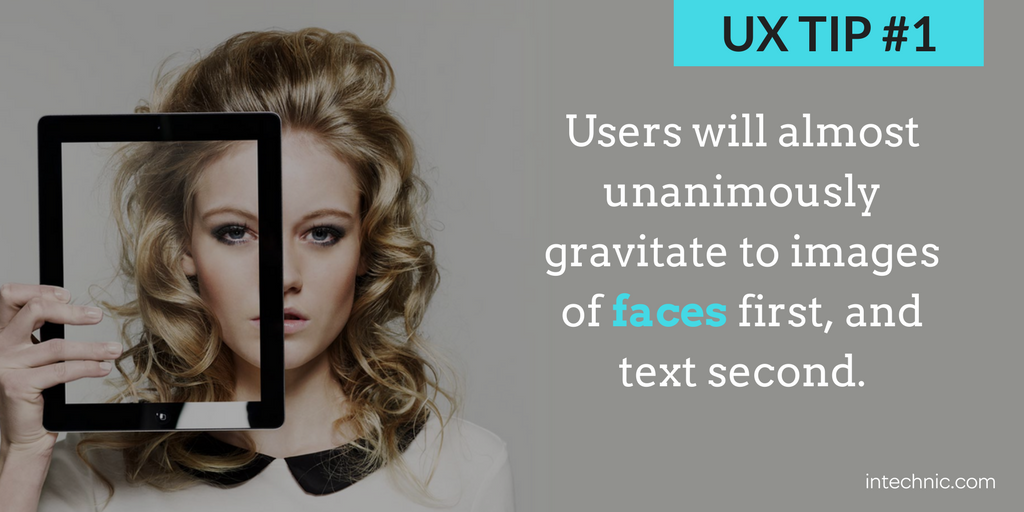 UX TIP #1
Users will almost
unanimously
gravitate to images
of faces first, and
text second.
intechnic.com